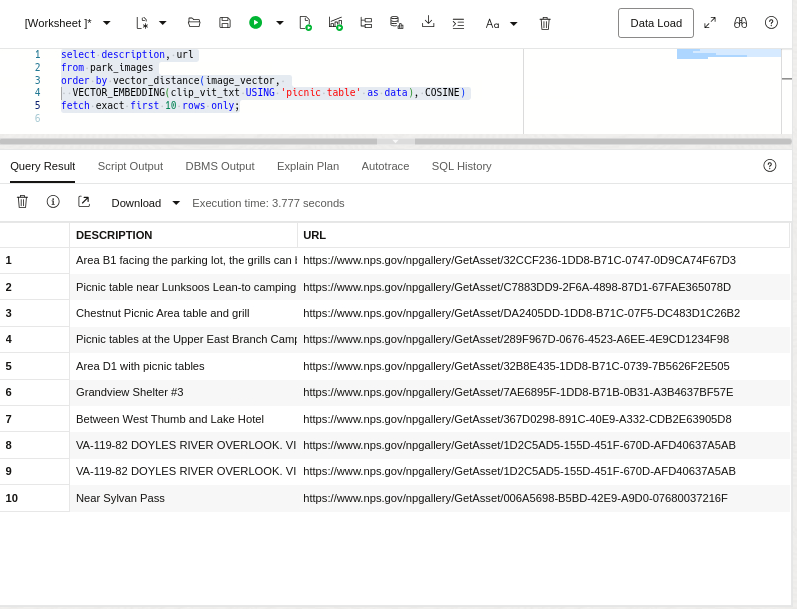 [Worksheet ]*
Aa
Data Load
1 select description, url
2 from park_images
3 order by vector_distance(image_vector,
4 VECTOR_EMBEDDING(clip_vit_txt USING 'picnic table' as data), COSINE)
5 fetch exact first 10 rows only;
6
Query Result Script Output DBMS Output Explain Plan Autotrace SQL History
Download Execution time: 3.777 seconds
DESCRIPTION URL
1 Area B1 facing the parking lot, the grills can https://www.nps.gov/npgallery/GetAsset/32CCF236-1DD8-B71C-0747-0D9CA74F67D3
2 Picnic table near Lunksoos Lean-to camping https://www.nps.gov/npgallery/GetAsset/C7883DD9-2F6A-4898-87D1-67FAE365078D
3 Chestnut Picnic Area table and grill https://www.nps.gov/npgallery/GetAsset/DA2405DD-1DD8-B71C-07F5-DC483D1C26B2
4 Picnic tables at the Upper East Branch Camp https://www.nps.gov/npgallery/GetAsset/289F967D-0676-4523-A6EE-4E9CD1234F98
5 Area D1 with picnic tables https://www.nps.gov/npgallery/GetAsset/32B8E435-1DD8-B71C-0739-7B5626F2E505
6 Grandview Shelter #3 https://www.nps.gov/npgallery/GetAsset/7AE6895F-1DD8-B71B-0B31-A3B4637BF57E
7 Between West Thumb and Lake Hotel https://www.nps.gov/npgallery/GetAsset/367D0298-891C-40E9-A332-CDB2E63905D8
8 VA-119-82 DOYLES RIVER OVERLOOK. VI https://www.nps.gov/npgallery/GetAsset/1D2C5AD5-155D-451F-670D-AFD40637A5AB
9 VA-119-82 DOYLES RIVER OVERLOOK. VI https://www.nps.gov/npgallery/GetAsset/1D2C5AD5-155D-451F-670D-AFD40637A5AB
10 Near Sylvan Pass https://www.nps.gov/npgallery/GetAsset/006A5698-B5BD-42E9-A9D0-07680037216F